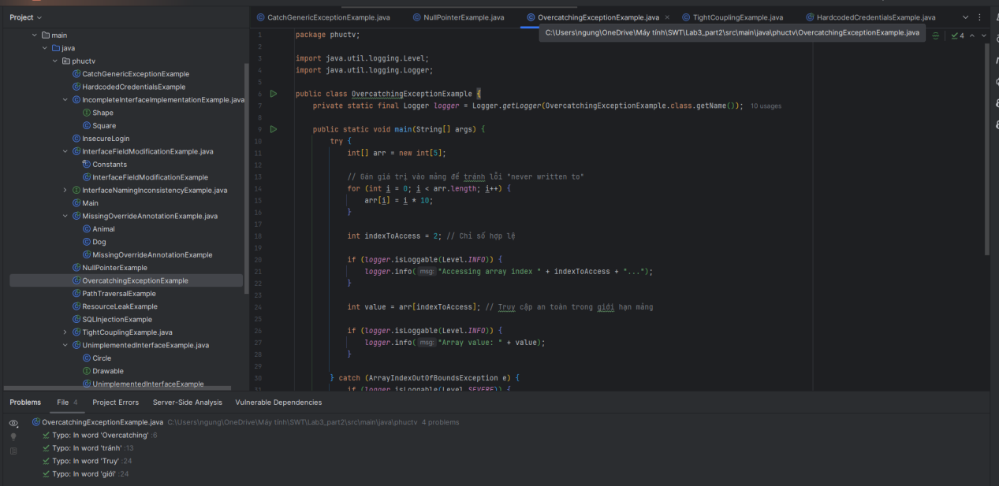 Project
CatchGenericExceptionExample.java
NullPointerExample.java
OvercatchingExceptionExample.java ×
TightCouplingExample.java
HardcodedCredentialsExample.java
C:\Users\ngung\OneDrive\Máy tính\SWT\Lab3_part2\src\main\java\phuctv\OvercatchingExceptionExample.java
4
main
java
phuctv
CatchGenericExceptionExample
HardcodedCredentialsExample
IncompleteInterfaceImplementationExample.java
Shape
Square
InsecureLogin
InterfaceFieldModificationExample.java
Constants
InterfaceFieldModificationExample
InterfaceNamingInconsistencyExample.java
Main
MissingOverrideAnnotationExample.java
Animal
Dog
MissingOverrideAnnotationExample
NullPointerExample
OvercatchingExceptionExample
PathTraversalExample
ResourceLeakExample
SQLInjectionExample
TightCouplingExample.java
UnimplementedInterfaceExample.java
Circle
Drawable
UnimplementedInterfaceExample
1 package phuctv;
2
3 import java.util.logging.Level;
4 import java.util.logging.Logger;
5
6 public class OvercatchingExceptionExample {
7 private static final Logger logger = Logger.getLogger(OvercatchingExceptionExample.class.getName()); 10 usages
8
9 public static void main(String[] args) {
10 try {
11 int[] arr = new int[5];
12
13 // Gán giá trị vào mảng để tránh lỗi "never written to"
14 for (int i = 0; i < arr.length; i++) {
15 arr[i] = i * 10;
16 }
17
18 int indexToAccess = 2; // Chỉ số hợp lệ
19
20 if (logger.isLoggable(Level.INFO)) {
21 logger.info( msg: "Accessing array index " + indexToAccess + "...");
22 }
23
24 int value = arr[indexToAccess]; // Truy cập an toàn trong giới hạn mảng
25
26 if (logger.isLoggable(Level.INFO)) {
27 logger.info( msg: "Array value: " + value);
28 }
29
30 } catch (ArrayIndexOutOfBoundsException e) {
31 if (logger.isLoggable(Level.SEVERE)) {
Problems File 4 Project Errors Server-Side Analysis Vulnerable Dependencies
OvercatchingExceptionExample.java C:\Users\ngung\OneDrive\Máy tính\SWT\Lab3_part2\src\main\java\phuctv 4 problems
Typo: In word 'Overcatching' :6
Typo: In word 'tránh' :13
Typo: In word 'Truy' :24
Typo: In word 'giới' :24